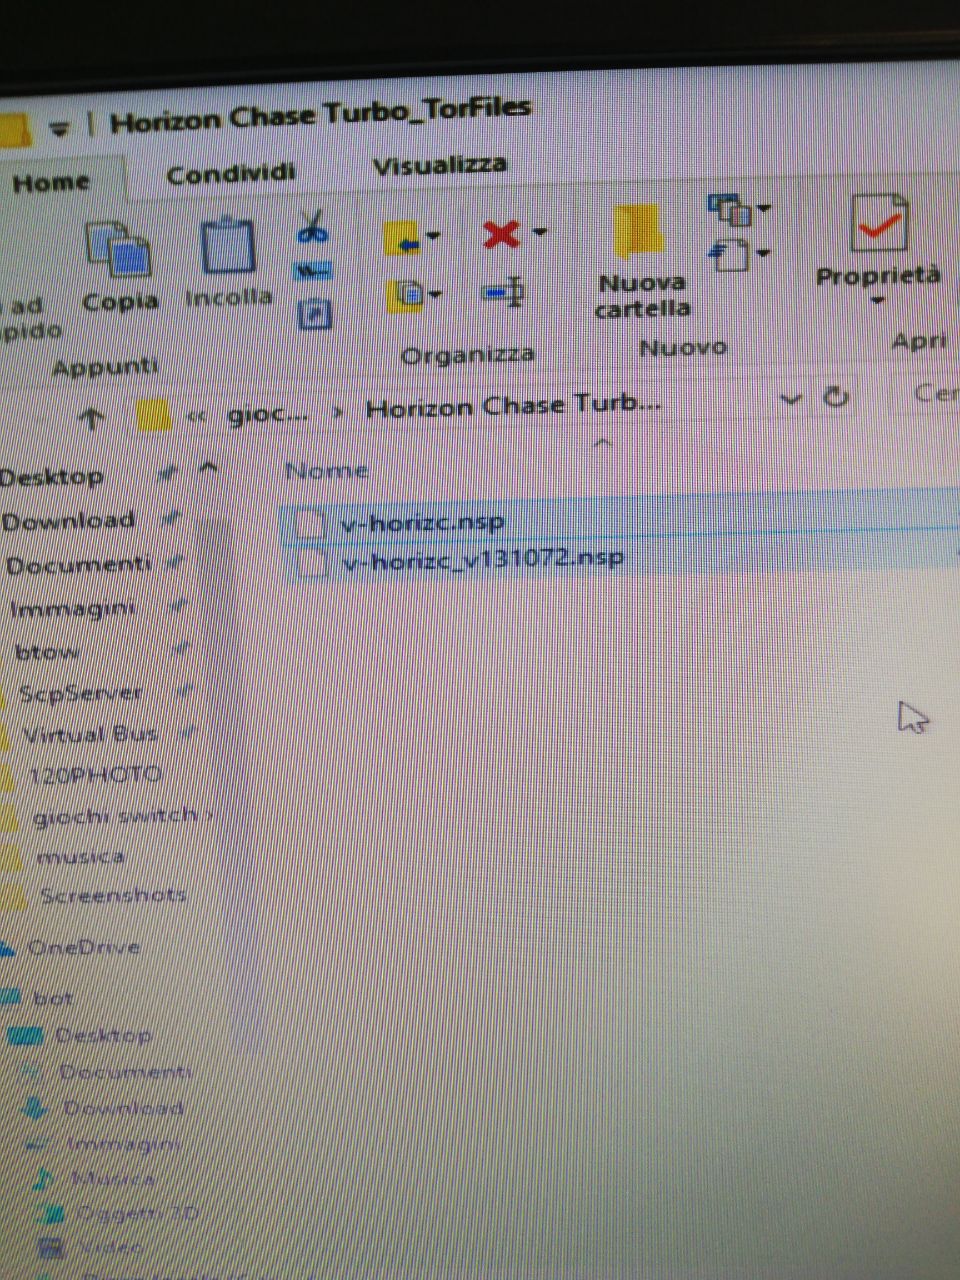 Horizon Chase Turbo_TorFiles
Home Condividi Visualizza
ad
pido
Copia Incolla
Nuova
cartella
Proprietà
Appunti Organizza Nuovo Apri
« gioc... › Horizon Chase Turb...
Nome
v-horizc.nsp
v-horizc_v131072.nsp
Desktop
Download
Documenti
Immagini
btow
ScpServer
Virtual Bus
120PHOTO
giochi switch
musica
Screenshots
OneDrive
bot
Desktop
Documenti
Download
Immagini
Musica
Oggetti 3D
Video